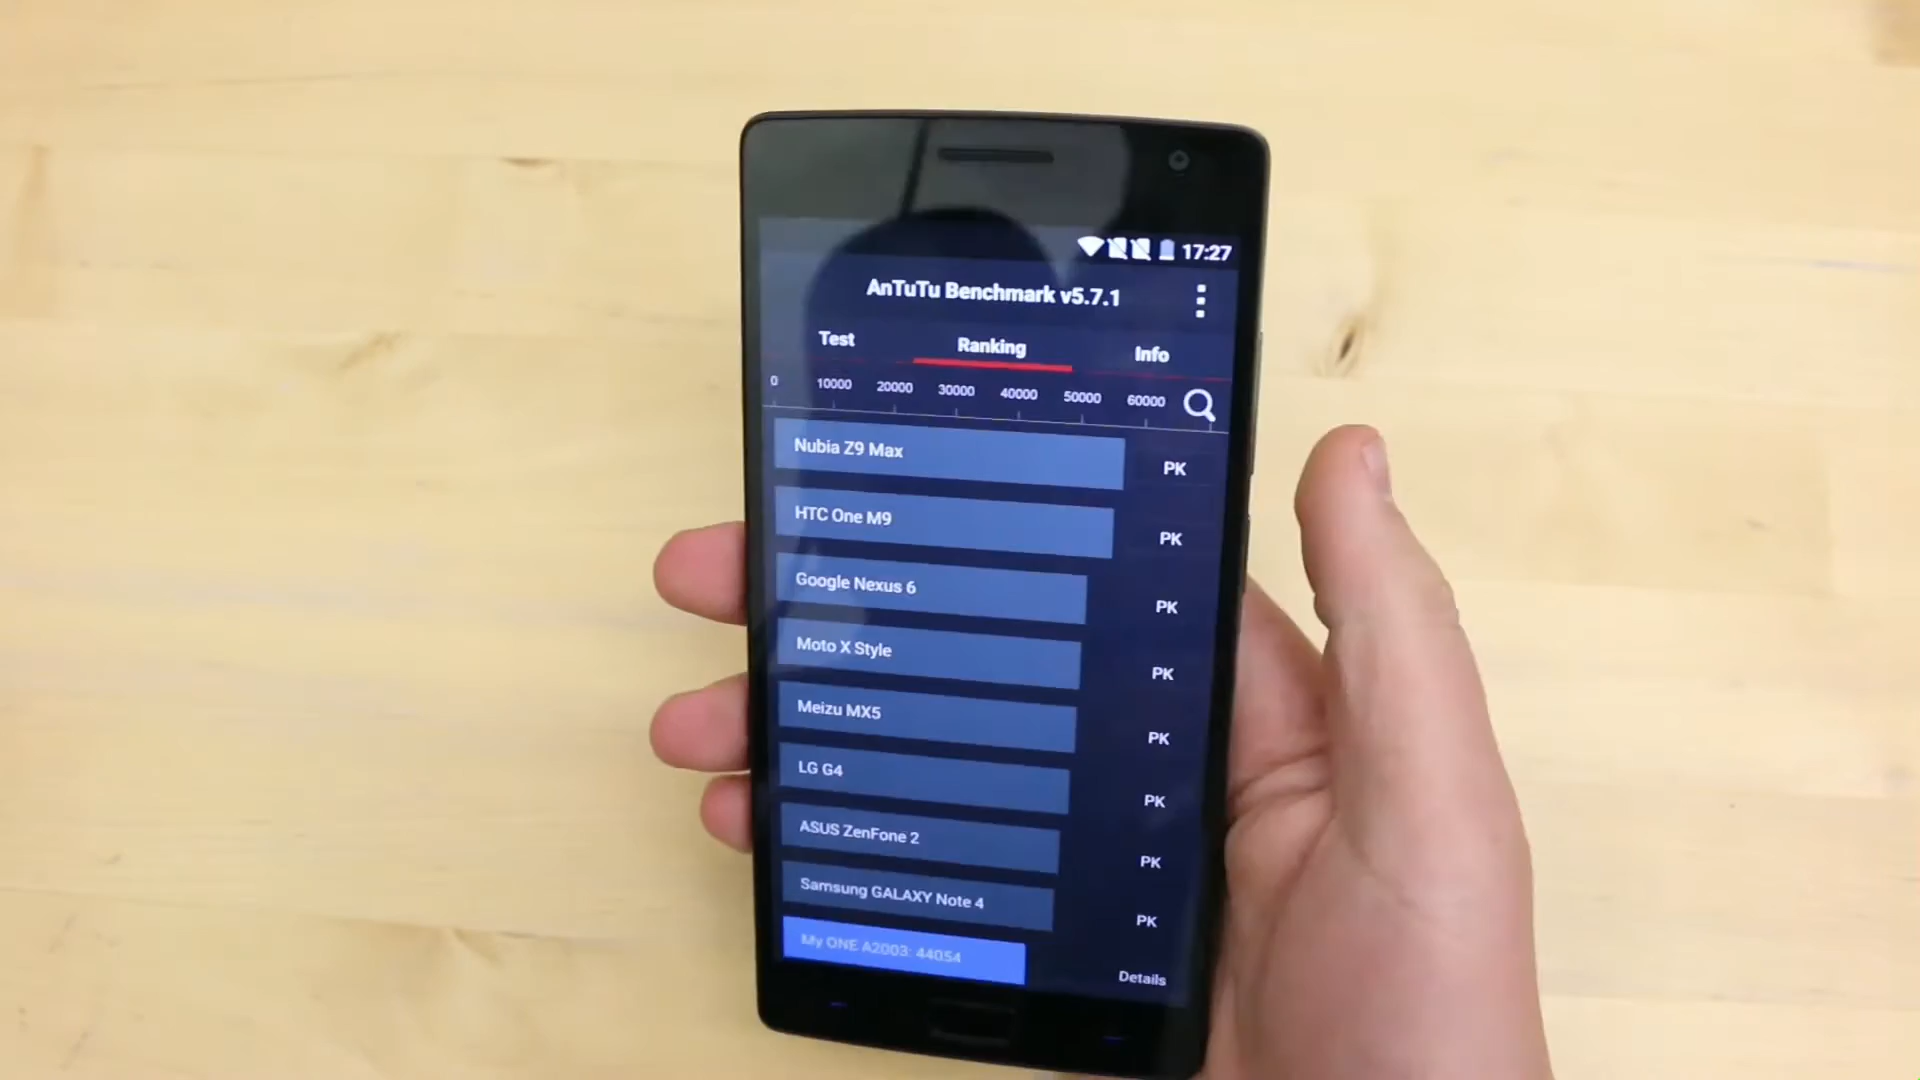 17:27
AnTuTu Benchmark v5.7.1
Test Ranking Info
0 10000 20000 30000 40000 50000 60000
Nubia Z9 Max PK
HTC One M9 PK
Google Nexus 6 PK
Moto X Style PK
Meizu MX5 PK
LG G4 PK
ASUS ZenFone 2 PK
Samsung GALAXY Note 4 PK
My ONE A2003: 44054 Details